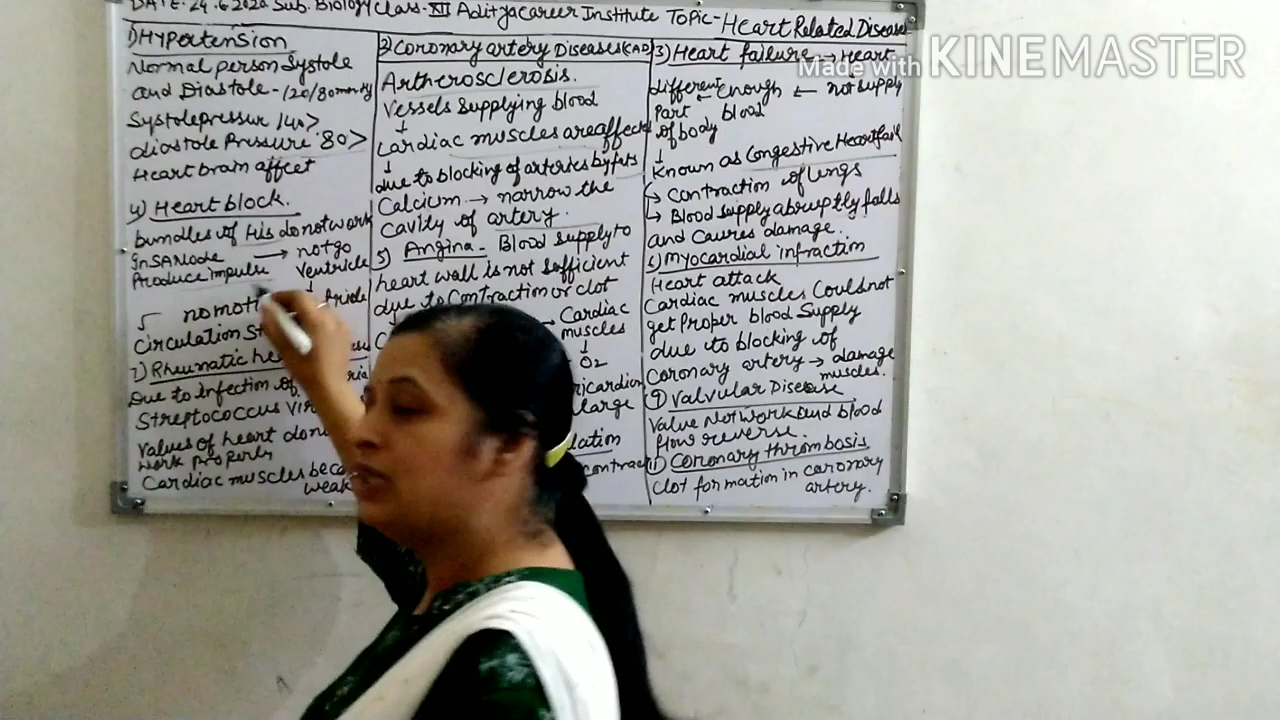 DATE. 24.6.2020 Sub. Biology Class-XII Aditya career Institute Topic- Heart Related Diseases
Made with KINEMASTER
1) Hypertension
Normal person Systole
and Diastole - 120/80 mmHg
Systole pressur 140>
diastole Pressure 80>
Heart brain affect
4) Heart block.
bundles of His do not work
In SA Node → not go
Produce impulse Ventricle
↓
no
Circulation
7) Rheumatic
Due to Infection of
Streptococcus
Values of heart
work properly
Cardiac muscles
weak
2) Coronary artery Diseases (CAD)
Artherosclerosis.
Vessels supplying blood
↓
Cardiac muscles are affects
↓
due to blocking of arteries by fats
Calcium → narrow the
cavity of artery.
5) Angina - Blood supply to
heart wall is not sufficient
due to Contraction or clot
Cardiac
muscles
↓
O2
large
contract
3) Heart failure → Heart
↓
different ← enough ← not supply
Part blood
of body
↓
Known as Congestive Heart fail
↳ Contraction of lungs
↳ Blood supply abruptly falls
and causes damage.
Myocardial infraction
Heart attack
Cardiac muscles Could not
get Proper blood Supply
due to blocking of
Coronary artery → damage
muscles.
9) Valvular Disease
Valve Not work and blood
flow reverse
Coronary thrombosis
Clot formation in coronary
artery.